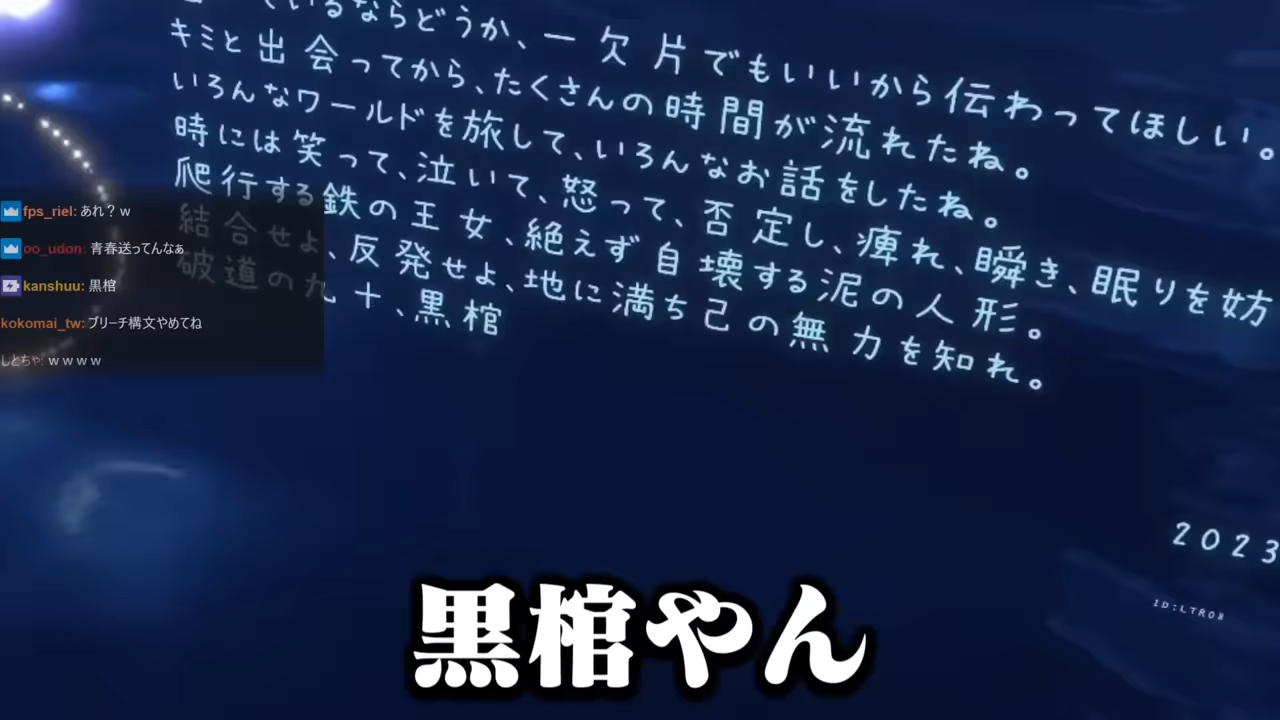 ているならどうか、一欠片でもいいから伝わってほしい。
キミと出会ってから、たくさんの時間が流れたね。
いろんなワールドを旅して、いろんなお話をしたね。
時には笑って、泣いて、怒って、否定し、痺れ、瞬き、眠りを妨
爬行する鉄の王女、絶えず自壊する泥の人形。
結合せよ、反発せよ、地に満ち己の無力を知れ。
破道の九十、黒棺
fps_riel: あれ？w
oo_udon: 青春送ってんなぁ
kanshuu: 黒棺
kokomai_tw: ブリーチ構文やめてね
しとちゃ: w w w w
2023
ID:LTR08
黒棺やん